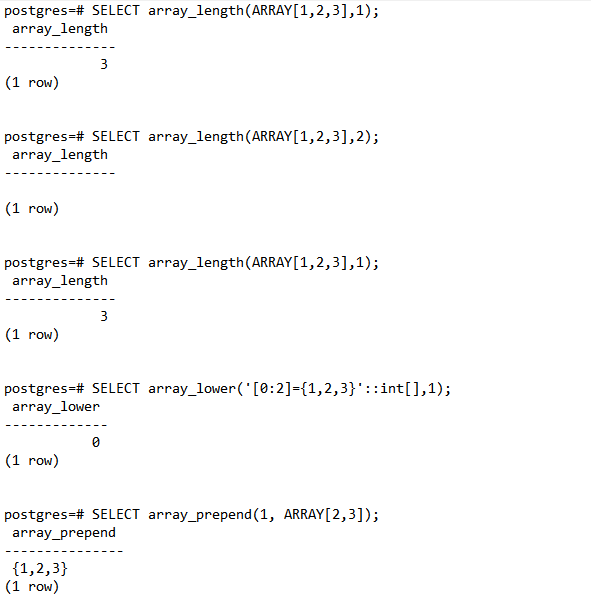 postgres=# SELECT array_length(ARRAY[1,2,3],1);
 array_length
--------------
            3
(1 row)

postgres=# SELECT array_length(ARRAY[1,2,3],2);
 array_length
--------------

(1 row)

postgres=# SELECT array_length(ARRAY[1,2,3],1);
 array_length
--------------
            3
(1 row)

postgres=# SELECT array_lower('[0:2]={1,2,3}'::int[],1);
 array_lower
-------------
           0
(1 row)

postgres=# SELECT array_prepend(1, ARRAY[2,3]);
 array_prepend
---------------
 {1,2,3}
(1 row)